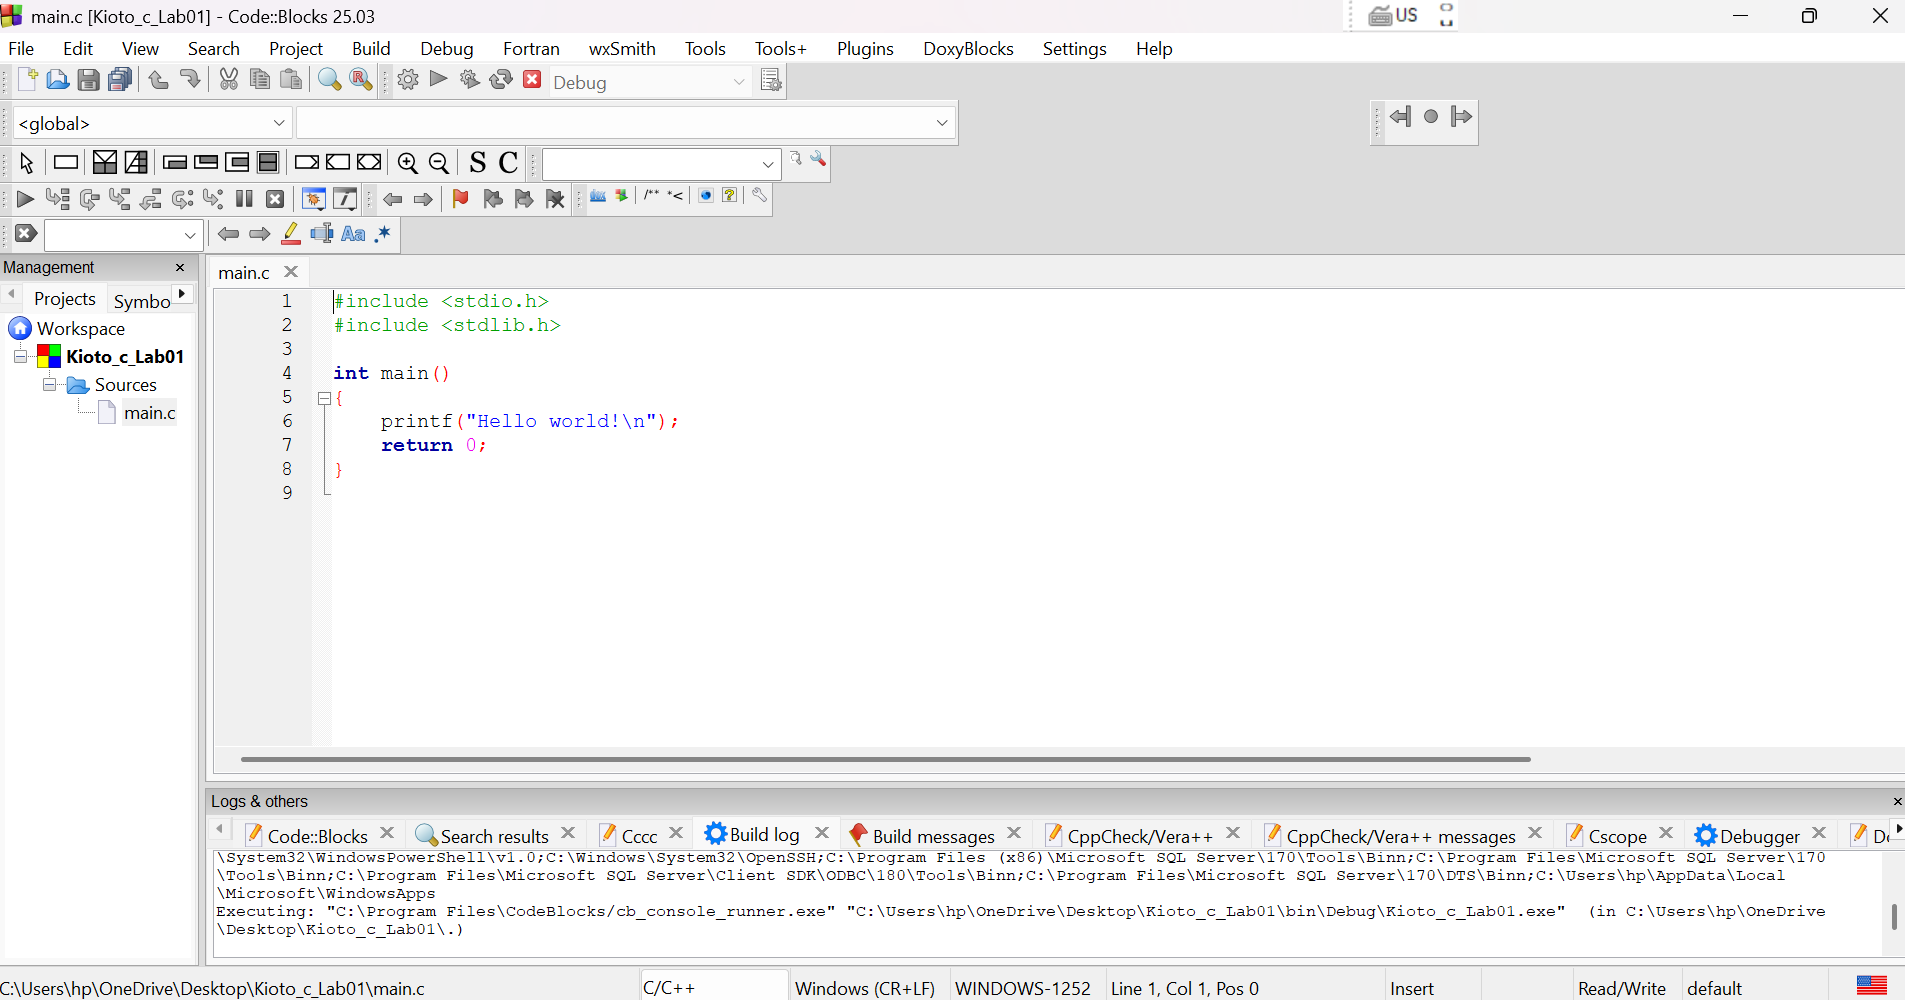 main.c [Kioto_c_Lab01] - Code::Blocks 25.03
US
File Edit View Search Project Build Debug Fortran wxSmith Tools Tools+ Plugins DoxyBlocks Settings Help
Debug
<global>
S C
/** *<
Aa .*
Management
main.c
Projects Symbo
Workspace
Kioto_c_Lab01
Sources
main.c
1 #include <stdio.h>
2 #include <stdlib.h>
3
4 int main()
5 {
6 printf("Hello world!\n");
7 return 0;
8 }
9
Logs & others
Code::Blocks Search results Cccc Build log Build messages CppCheck/Vera++ CppCheck/Vera++ messages Cscope Debugger
\System32\WindowsPowerShell\v1.0;C:\Windows\System32\OpenSSH;C:\Program Files (x86)\Microsoft SQL Server\170\Tools\Binn;C:\Program Files\Microsoft SQL Server\170
\Tools\Binn;C:\Program Files\Microsoft SQL Server\Client SDK\ODBC\180\Tools\Binn;C:\Program Files\Microsoft SQL Server\170\DTS\Binn;C:\Users\hp\AppData\Local
\Microsoft\WindowsApps
Executing: "C:\Program Files\CodeBlocks/cb_console_runner.exe" "C:\Users\hp\OneDrive\Desktop\Kioto_c_Lab01\bin\Debug\Kioto_c_Lab01.exe" (in C:\Users\hp\OneDrive
\Desktop\Kioto_c_Lab01\.)
C:\Users\hp\OneDrive\Desktop\Kioto_c_Lab01\main.c C/C++ Windows (CR+LF) WINDOWS-1252 Line 1, Col 1, Pos 0 Insert Read/Write default